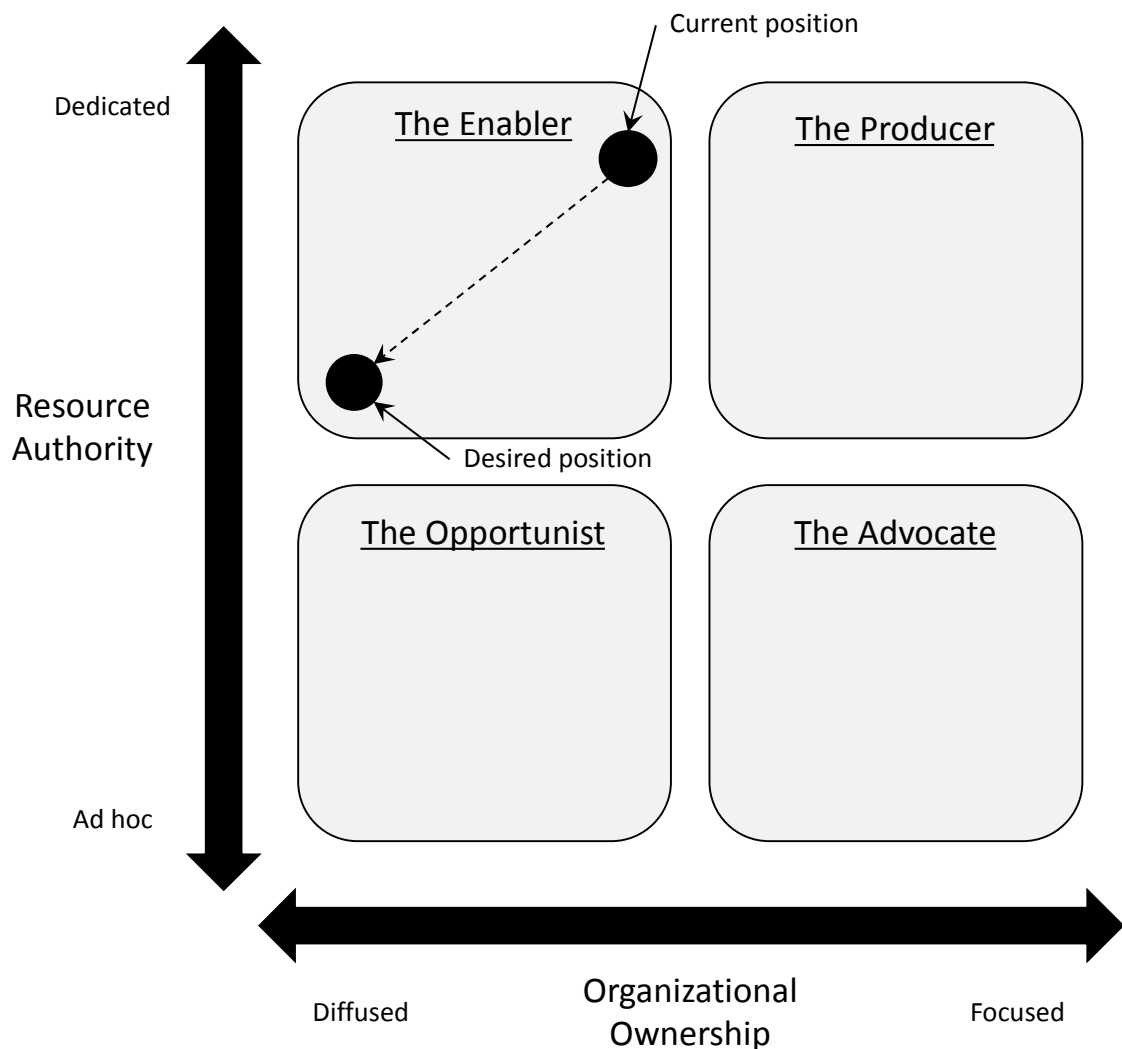 Current position
Dedicated
The Enabler
The Producer
Resource
Authority
Desired position
The Opportunist
The Advocate
Ad hoc
Diffused
Organizational
Ownership
Focused